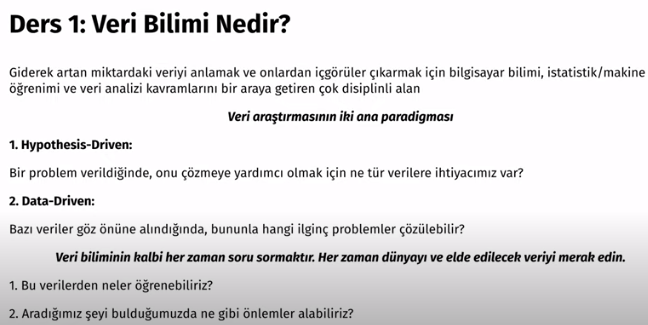 Ders 1: Veri Bilimi Nedir?
Giderek artan miktardaki veriyi anlamak ve onlardan içgörüler çıkarmak için bilgisayar bilimi, istatistik/makine
öğrenimi ve veri analizi kavramlarını bir araya getiren çok disiplinli alan
Veri araştırmasının iki ana paradigması
1. Hypothesis-Driven:
Bir problem verildiğinde, onu çözmeye yardımcı olmak için ne tür verilere ihtiyacımız var?
2. Data-Driven:
Bazı veriler göz önüne alındığında, bununla hangi ilginç problemler çözülebilir?
Veri biliminin kalbi her zaman soru sormaktır. Her zaman dünyayı ve elde edilecek veriyi merak edin.
1. Bu verilerden neler öğrenebiliriz?
2. Aradığımız şeyi bulduğumuzda ne gibi önlemler alabiliriz?